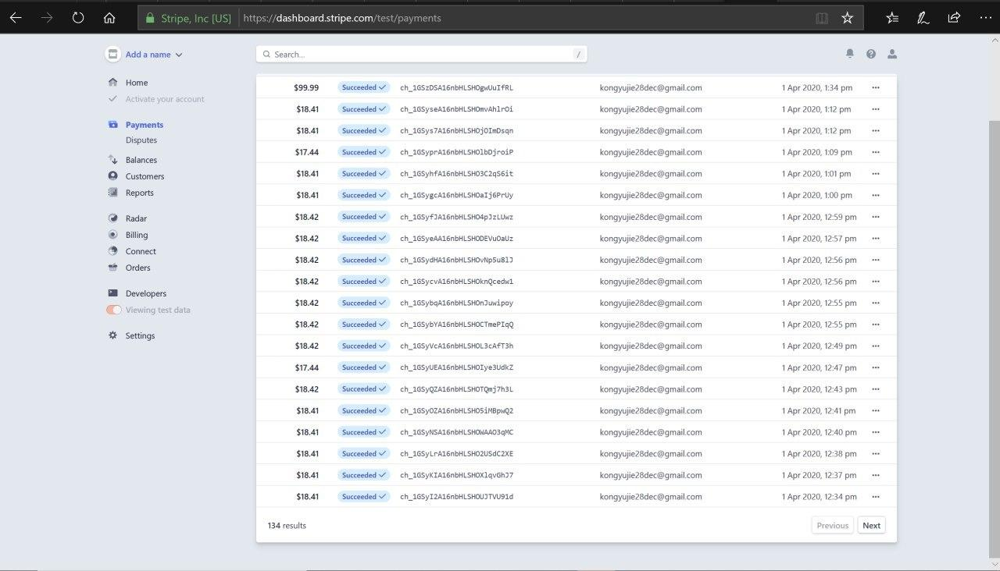 Stripe, Inc [US] https://dashboard.stripe.com/test/payments
Add a name
Search... /
Home
Activate your account
Payments
Disputes
Balances
Customers
Reports
Radar
Billing
Connect
Orders
Developers
Viewing test data
Settings
$99.99 Succeeded ch_1GSzDSA16nbHLSHOgwUuIfRL kongyujie28dec@gmail.com 1 Apr 2020, 1:34 pm
$18.41 Succeeded ch_1GSyseA16nbHLSHOmvAhlrOi kongyujie28dec@gmail.com 1 Apr 2020, 1:12 pm
$18.41 Succeeded ch_1GSys7A16nbHLSHOjOImDsqn kongyujie28dec@gmail.com 1 Apr 2020, 1:12 pm
$17.44 Succeeded ch_1GSyprA16nbHLSHOlbDjroiP kongyujie28dec@gmail.com 1 Apr 2020, 1:09 pm
$18.41 Succeeded ch_1GSyhfA16nbHLSHO3C2qS6it kongyujie28dec@gmail.com 1 Apr 2020, 1:01 pm
$18.41 Succeeded ch_1GSygcA16nbHLSHOaIj6PrUy kongyujie28dec@gmail.com 1 Apr 2020, 1:00 pm
$18.42 Succeeded ch_1GSyfJA16nbHLSHO4pJzLUwz kongyujie28dec@gmail.com 1 Apr 2020, 12:59 pm
$18.42 Succeeded ch_1GSyeAA16nbHLSHODEVuOaUz kongyujie28dec@gmail.com 1 Apr 2020, 12:57 pm
$18.42 Succeeded ch_1GSydHA16nbHLSHOvNp5u8lJ kongyujie28dec@gmail.com 1 Apr 2020, 12:56 pm
$18.42 Succeeded ch_1GSycvA16nbHLSHOknQcedw1 kongyujie28dec@gmail.com 1 Apr 2020, 12:56 pm
$18.42 Succeeded ch_1GSybqA16nbHLSHOnJuwipoy kongyujie28dec@gmail.com 1 Apr 2020, 12:55 pm
$18.42 Succeeded ch_1GSybYA16nbHLSHOCTmePIqQ kongyujie28dec@gmail.com 1 Apr 2020, 12:55 pm
$18.42 Succeeded ch_1GSyVcA16nbHLSHOL3cAfT3h kongyujie28dec@gmail.com 1 Apr 2020, 12:49 pm
$17.44 Succeeded ch_1GSyUEA16nbHLSHOIye3UdkZ kongyujie28dec@gmail.com 1 Apr 2020, 12:47 pm
$18.42 Succeeded ch_1GSyQZA16nbHLSHOTQmj7h3L kongyujie28dec@gmail.com 1 Apr 2020, 12:43 pm
$18.41 Succeeded ch_1GSyOZA16nbHLSHO5iMBpwQ2 kongyujie28dec@gmail.com 1 Apr 2020, 12:41 pm
$18.41 Succeeded ch_1GSyNSA16nbHLSHOWAAO3qMC kongyujie28dec@gmail.com 1 Apr 2020, 12:40 pm
$18.41 Succeeded ch_1GSyLrA16nbHLSHO2USdC2XE kongyujie28dec@gmail.com 1 Apr 2020, 12:38 pm
$18.41 Succeeded ch_1GSyKIA16nbHLSHOXlqvGhJ7 kongyujie28dec@gmail.com 1 Apr 2020, 12:37 pm
$18.41 Succeeded ch_1GSyI2A16nbHLSHOUJTVU91d kongyujie28dec@gmail.com 1 Apr 2020, 12:34 pm
134 results Previous Next